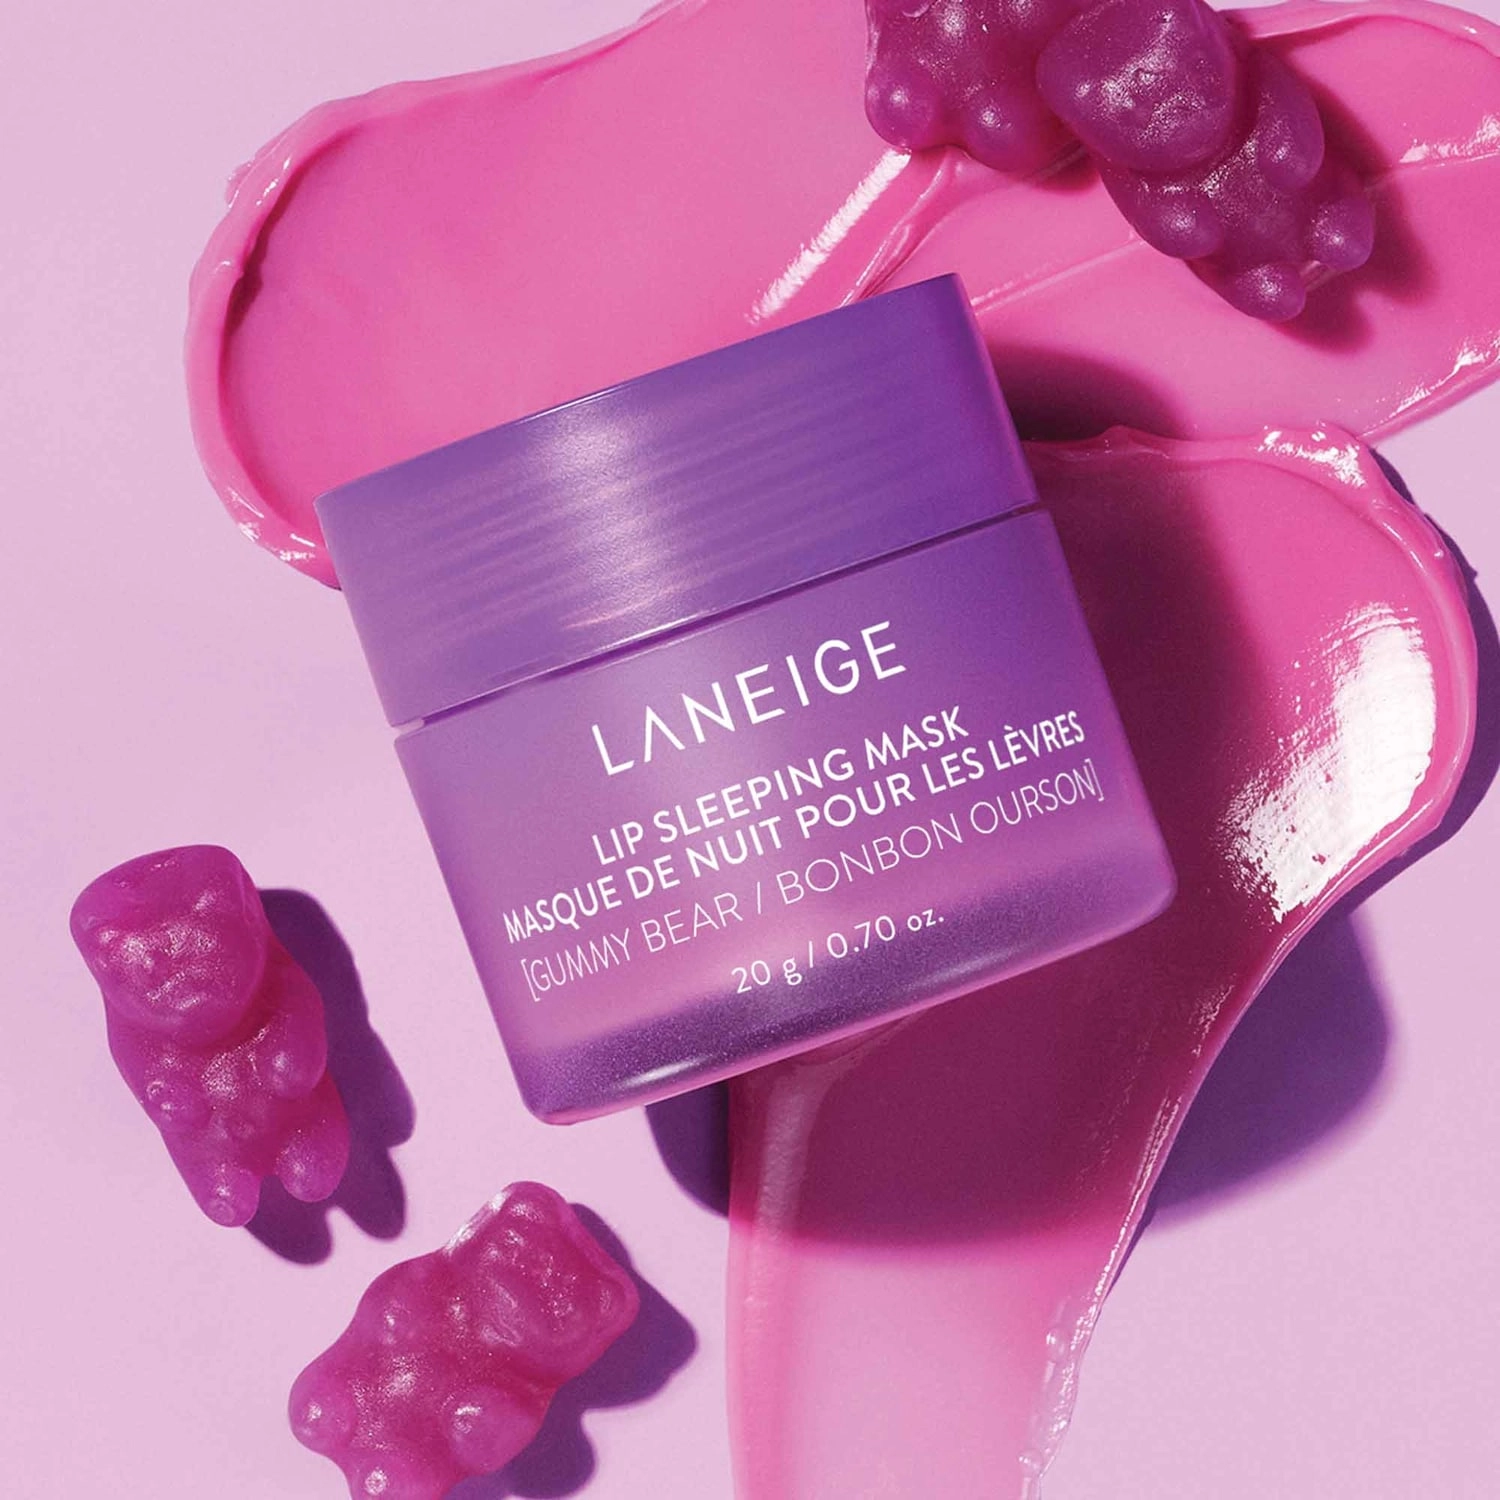 LANEIGE
LIP SLEEPING MASK
MASQUE DE NUIT POUR LES LÈVRES
[GUMMY BEAR / BONBON OURSON]
20 g / 0.70 oz.